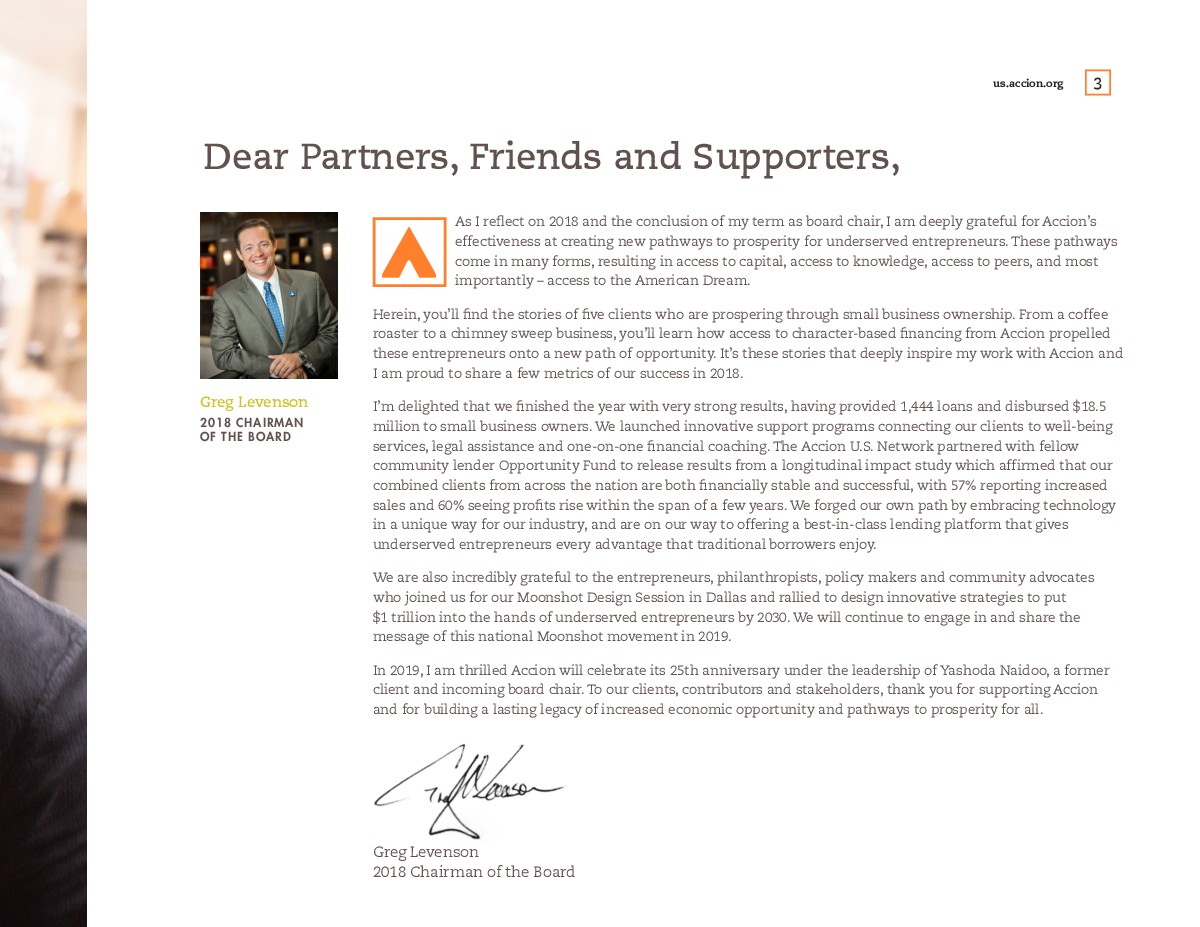 us.accion.org 3
Dear Partners, Friends and Supporters,
Greg Levenson
2018 CHAIRMAN
OF THE BOARD
As I reflect on 2018 and the conclusion of my term as board chair, I am deeply grateful for Accion’s
effectiveness at creating new pathways to prosperity for underserved entrepreneurs. These pathways
come in many forms, resulting in access to capital, access to knowledge, access to peers, and most
importantly – access to the American Dream.
Herein, you’ll find the stories of five clients who are prospering through small business ownership. From a coffee
roaster to a chimney sweep business, you’ll learn how access to character-based financing from Accion propelled
these entrepreneurs onto a new path of opportunity. It’s these stories that deeply inspire my work with Accion and
I am proud to share a few metrics of our success in 2018.
I’m delighted that we finished the year with very strong results, having provided 1,444 loans and disbursed $18.5
million to small business owners. We launched innovative support programs connecting our clients to well-being
services, legal assistance and one-on-one financial coaching. The Accion U.S. Network partnered with fellow
community lender Opportunity Fund to release results from a longitudinal impact study which affirmed that our
combined clients from across the nation are both financially stable and successful, with 57% reporting increased
sales and 60% seeing profits rise within the span of a few years. We forged our own path by embracing technology
in a unique way for our industry, and are on our way to offering a best-in-class lending platform that gives
underserved entrepreneurs every advantage that traditional borrowers enjoy.
We are also incredibly grateful to the entrepreneurs, philanthropists, policy makers and community advocates
who joined us for our Moonshot Design Session in Dallas and rallied to design innovative strategies to put
$1 trillion into the hands of underserved entrepreneurs by 2030. We will continue to engage in and share the
message of this national Moonshot movement in 2019.
In 2019, I am thrilled Accion will celebrate its 25th anniversary under the leadership of Yashoda Naidoo, a former
client and incoming board chair. To our clients, contributors and stakeholders, thank you for supporting Accion
and for building a lasting legacy of increased economic opportunity and pathways to prosperity for all.
Greg Levenson
2018 Chairman of the Board